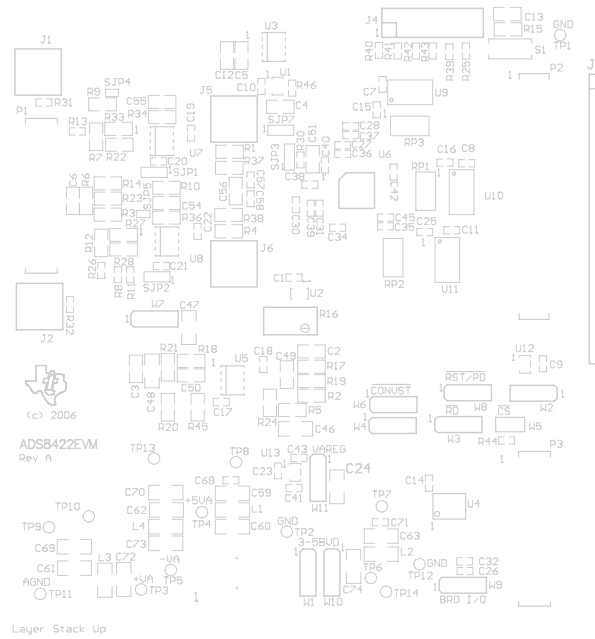 J4
C13
R15
GND
TP1
U3
J1
C12
C5
R40
R41
R42
R43
R39
R25
S1
P2
J
SJP4
R9
R31
P1
C55
R34
C19
J5
C10
U1
R46
C4
SJP7
C7
C15
U9
1
R13
R33
R7
R22
U7
C20
SJP1
R1
R37
SJP3
R30
C51
C28
C37
C27
C36
RP3
U6
C38
C40
RP1
C16
C8
U10
C6
R6
R14
R23
R3
R27
SJP5
R10
C54
R36
C56
C57
C58
C22
R38
R4
C30
C39
C31
C34
C42
C45
C35
C25
C11
1
R12
R28
R26
R8
R11
U8
C21
SJP2
J6
C1
U2
RP2
U11
J2
R32
W7
C47
R16
R21
R18
U5
C18
C49
C2
R17
R19
R2
C3
C48
C50
C17
R20
R45
R24
R5
C46
CONVST
W6
W4
RST/PD
W8
U12
C9
W2
RD
W3
CS
W5
R44
P3
(c) 2006
ADS8422EVM
Rev A
TP13
TP8
U13
C43
VAREG
C23
C41
W11
C24
C68
C70
C62
L4
C73
+5VA
TP4
C59
L1
C60
TP7
C14
U4
1
TP10
TP9
C69
C61
L3
C72
AGND
TP11
-VA
TP5
+VA
TP3
1
GND
TP2
3-5BVD
W1
W10
C74
C71
C63
L2
TP6
TP14
GND
TP12
C32
C26
W9
BRD I/O
Layer Stack Up